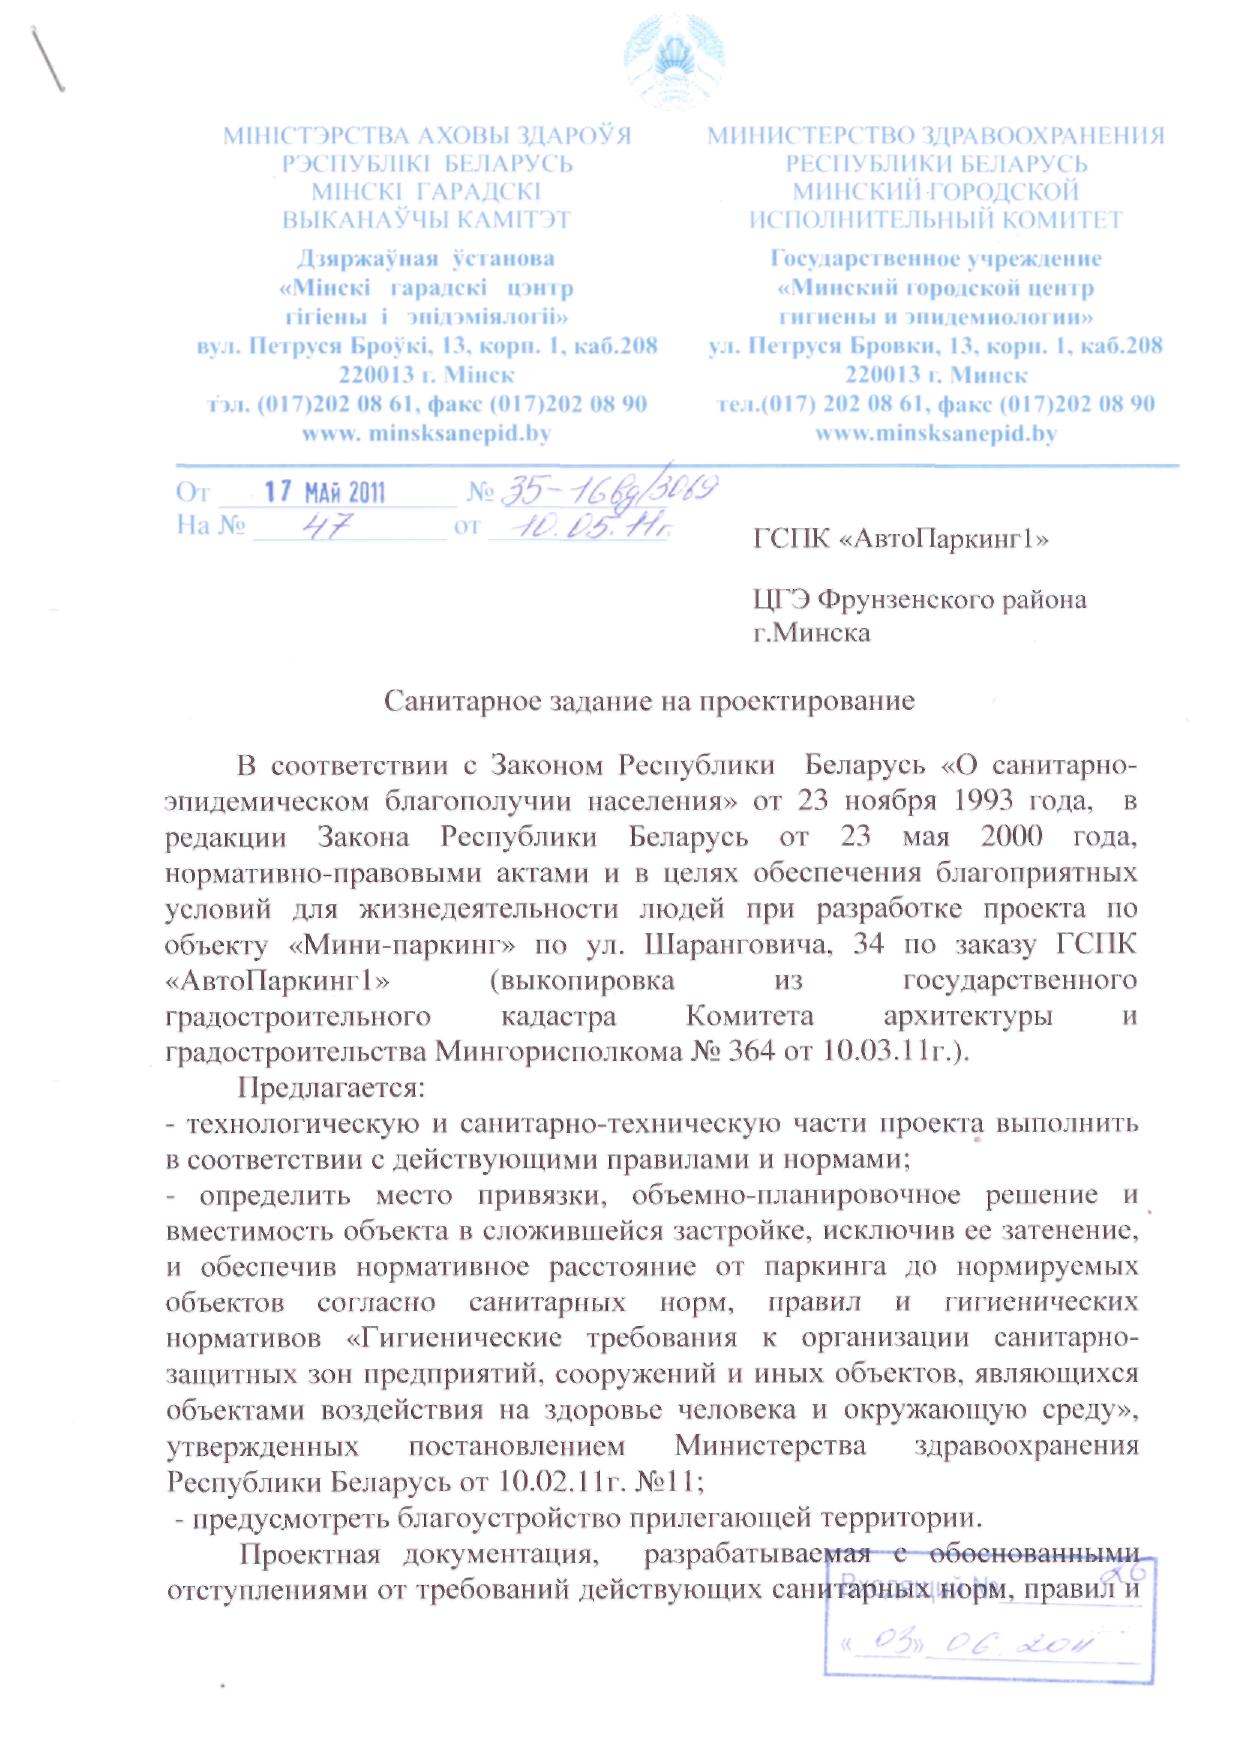 МІНІСТЭРСТВА АХОВЫ ЗДАРОЎЯ
РЭСПУБЛІКІ БЕЛАРУСЬ
МІНСКІ ГАРАДСКІ
ВЫКАНАЎЧЫ КАМІТЭТ
Дзяржаўная ўстанова
«Мінскі гарадскі цэнтр
гігіены і эпідэміялогіі»
вул. Петруся Броўкі, 13, корп. 1, каб.208
220013 г. Мінск
тэл. (017)202 08 61, факс (017)202 08 90
www. minsksanepid.by
МИНИСТЕРСТВО ЗДРАВООХРАНЕНИЯ
РЕСПУБЛИКИ БЕЛАРУСЬ
МИНСКИЙ ГОРОДСКОЙ
ИСПОЛНИТЕЛЬНЫЙ КОМИТЕТ
Государственное учреждение
«Минский городской центр
гигиены и эпидемиологии»
ул. Петруся Бровки, 13, корп. 1, каб.208
220013 г. Минск
тел.(017) 202 08 61, факс (017)202 08 90
www.minsksanepid.by
От 17 МАЙ 2011 №
На № 47 от 10.05.11г.
ГСПК «АвтоПаркинг1»
ЦГЭ Фрунзенского района
г.Минска
Санитарное задание на проектирование
В соответствии с Законом Республики Беларусь «О санитарно-
эпидемическом благополучии населения» от 23 ноября 1993 года, в
редакции Закона Республики Беларусь от 23 мая 2000 года,
нормативно-правовыми актами и в целях обеспечения благоприятных
условий для жизнедеятельности людей при разработке проекта по
объекту «Мини-паркинг» по ул. Шаранговича, 34 по заказу ГСПК
«АвтоПаркинг1» (выкопировка из государственного
градостроительного кадастра Комитета архитектуры и
градостроительства Мингорисполкома № 364 от 10.03.11г.).
Предлагается:
- технологическую и санитарно-техническую части проекта выполнить
в соответствии с действующими правилами и нормами;
- определить место привязки, объемно-планировочное решение и
вместимость объекта в сложившейся застройке, исключив ее затенение,
и обеспечив нормативное расстояние от паркинга до нормируемых
объектов согласно санитарных норм, правил и гигиенических
нормативов «Гигиенические требования к организации санитарно-
защитных зон предприятий, сооружений и иных объектов, являющихся
объектами воздействия на здоровье человека и окружающую среду»,
утвержденных постановлением Министерства здравоохранения
Республики Беларусь от 10.02.11г. №11;
- предусмотреть благоустройство прилегающей территории.
Проектная документация, разрабатываемая с обоснованными
отступлениями от требований действующих санитарных норм, правил и
Входящий № 26
«03» 06. 2011